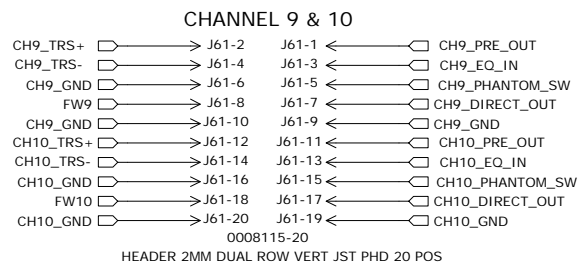 CHANNEL 9 & 10
CH9_TRS+ J61-2 J61-1 CH9_PRE_OUT
CH9_TRS- J61-4 J61-3 CH9_EQ_IN
CH9_GND J61-6 J61-5 CH9_PHANTOM_SW
FW9 J61-8 J61-7 CH9_DIRECT_OUT
CH9_GND J61-10 J61-9 CH9_GND
CH10_TRS+ J61-12 J61-11 CH10_PRE_OUT
CH10_TRS- J61-14 J61-13 CH10_EQ_IN
CH10_GND J61-16 J61-15 CH10_PHANTOM_SW
FW10 J61-18 J61-17 CH10_DIRECT_OUT
CH10_GND J61-20 J61-19 CH10_GND
0008115-20
HEADER 2MM DUAL ROW VERT JST PHD 20 POS